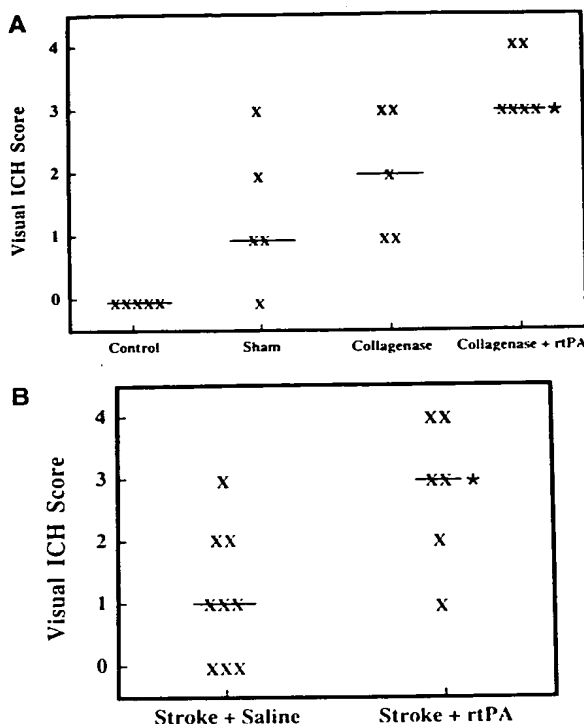 A
Visual ICH Score
4
xx
3
x
xx
xxxx *
2
x
x
1
xx
xx
0
xxxxx
x
Control
Sham
Collagenase
Collagenase + rtPA
B
Visual ICH Score
4
XX
3
X
XX *
2
XX
X
1
XXX
X
0
XXX
Stroke + Saline
Stroke + rtPA